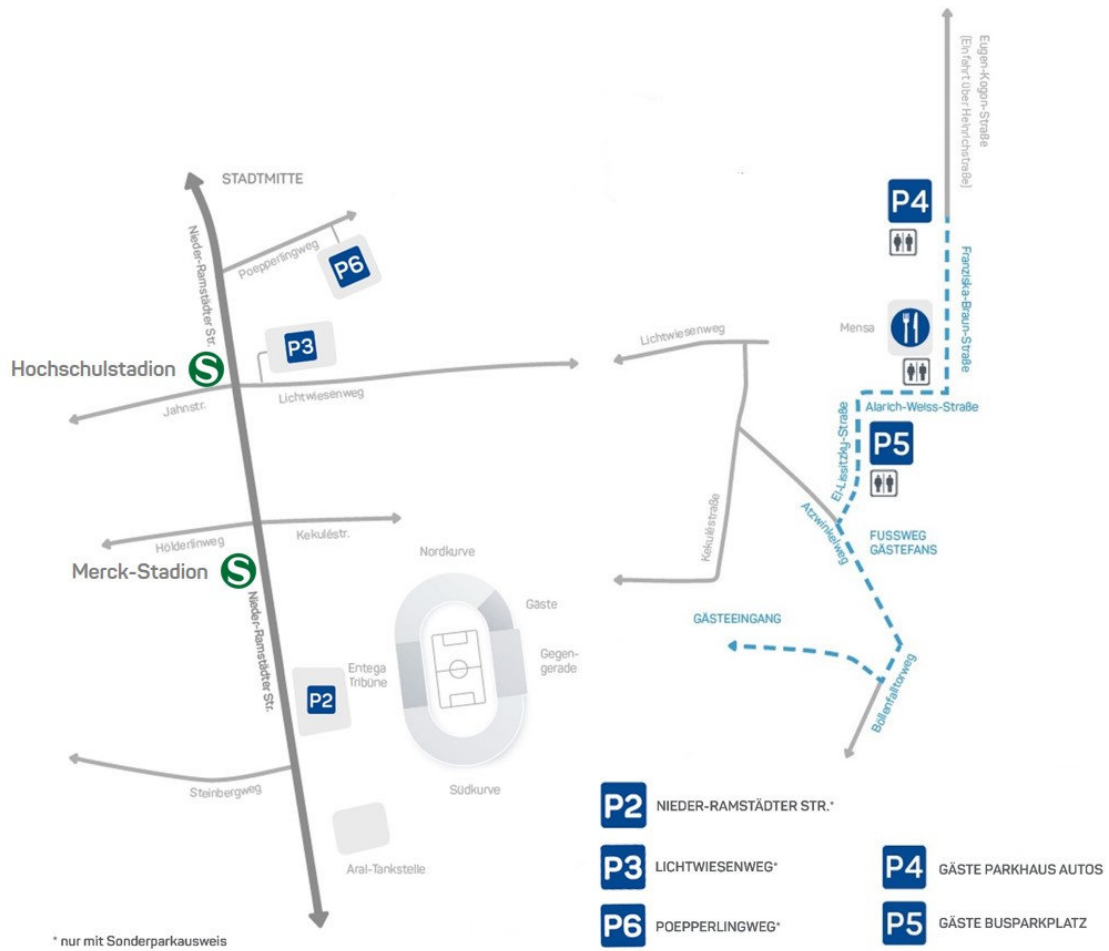 Eugen-Kogon-Straße
(Einfahrt über Heinrichstraße)
STADTMITTE
P4
Nieder-Ramstädter Str.
Poepperlingweg
P6
Franziska-Braun-Straße
Mensa
Lichtwiesenweg
P3
Hochschulstadion
S
Jahnstr.
Lichtwiesenweg
Alarich-Weiss-Straße
El-Lissitzky-Straße
P5
Atzwinkelweg
Kekuléstraße
Hölderlinweg
Kekuléstr.
FUSSWEG
GÄSTEFANS
Merck-Stadion
S
Nordkurve
Nieder-Ramstädter Str.
Gäste
GÄSTEEINGANG
Gegen-
gerade
Entega
Tribüne
P2
Böllenfalltorweg
Steinbergweg
Südkurve
Aral-Tankstelle
P2 NIEDER-RAMSTÄDTER STR.*
P3 LICHTWIESENWEG*
P4 GÄSTE PARKHAUS AUTOS
P6 POEPPERLINGWEG*
P5 GÄSTE BUSPARKPLATZ
* nur mit Sonderparkausweis